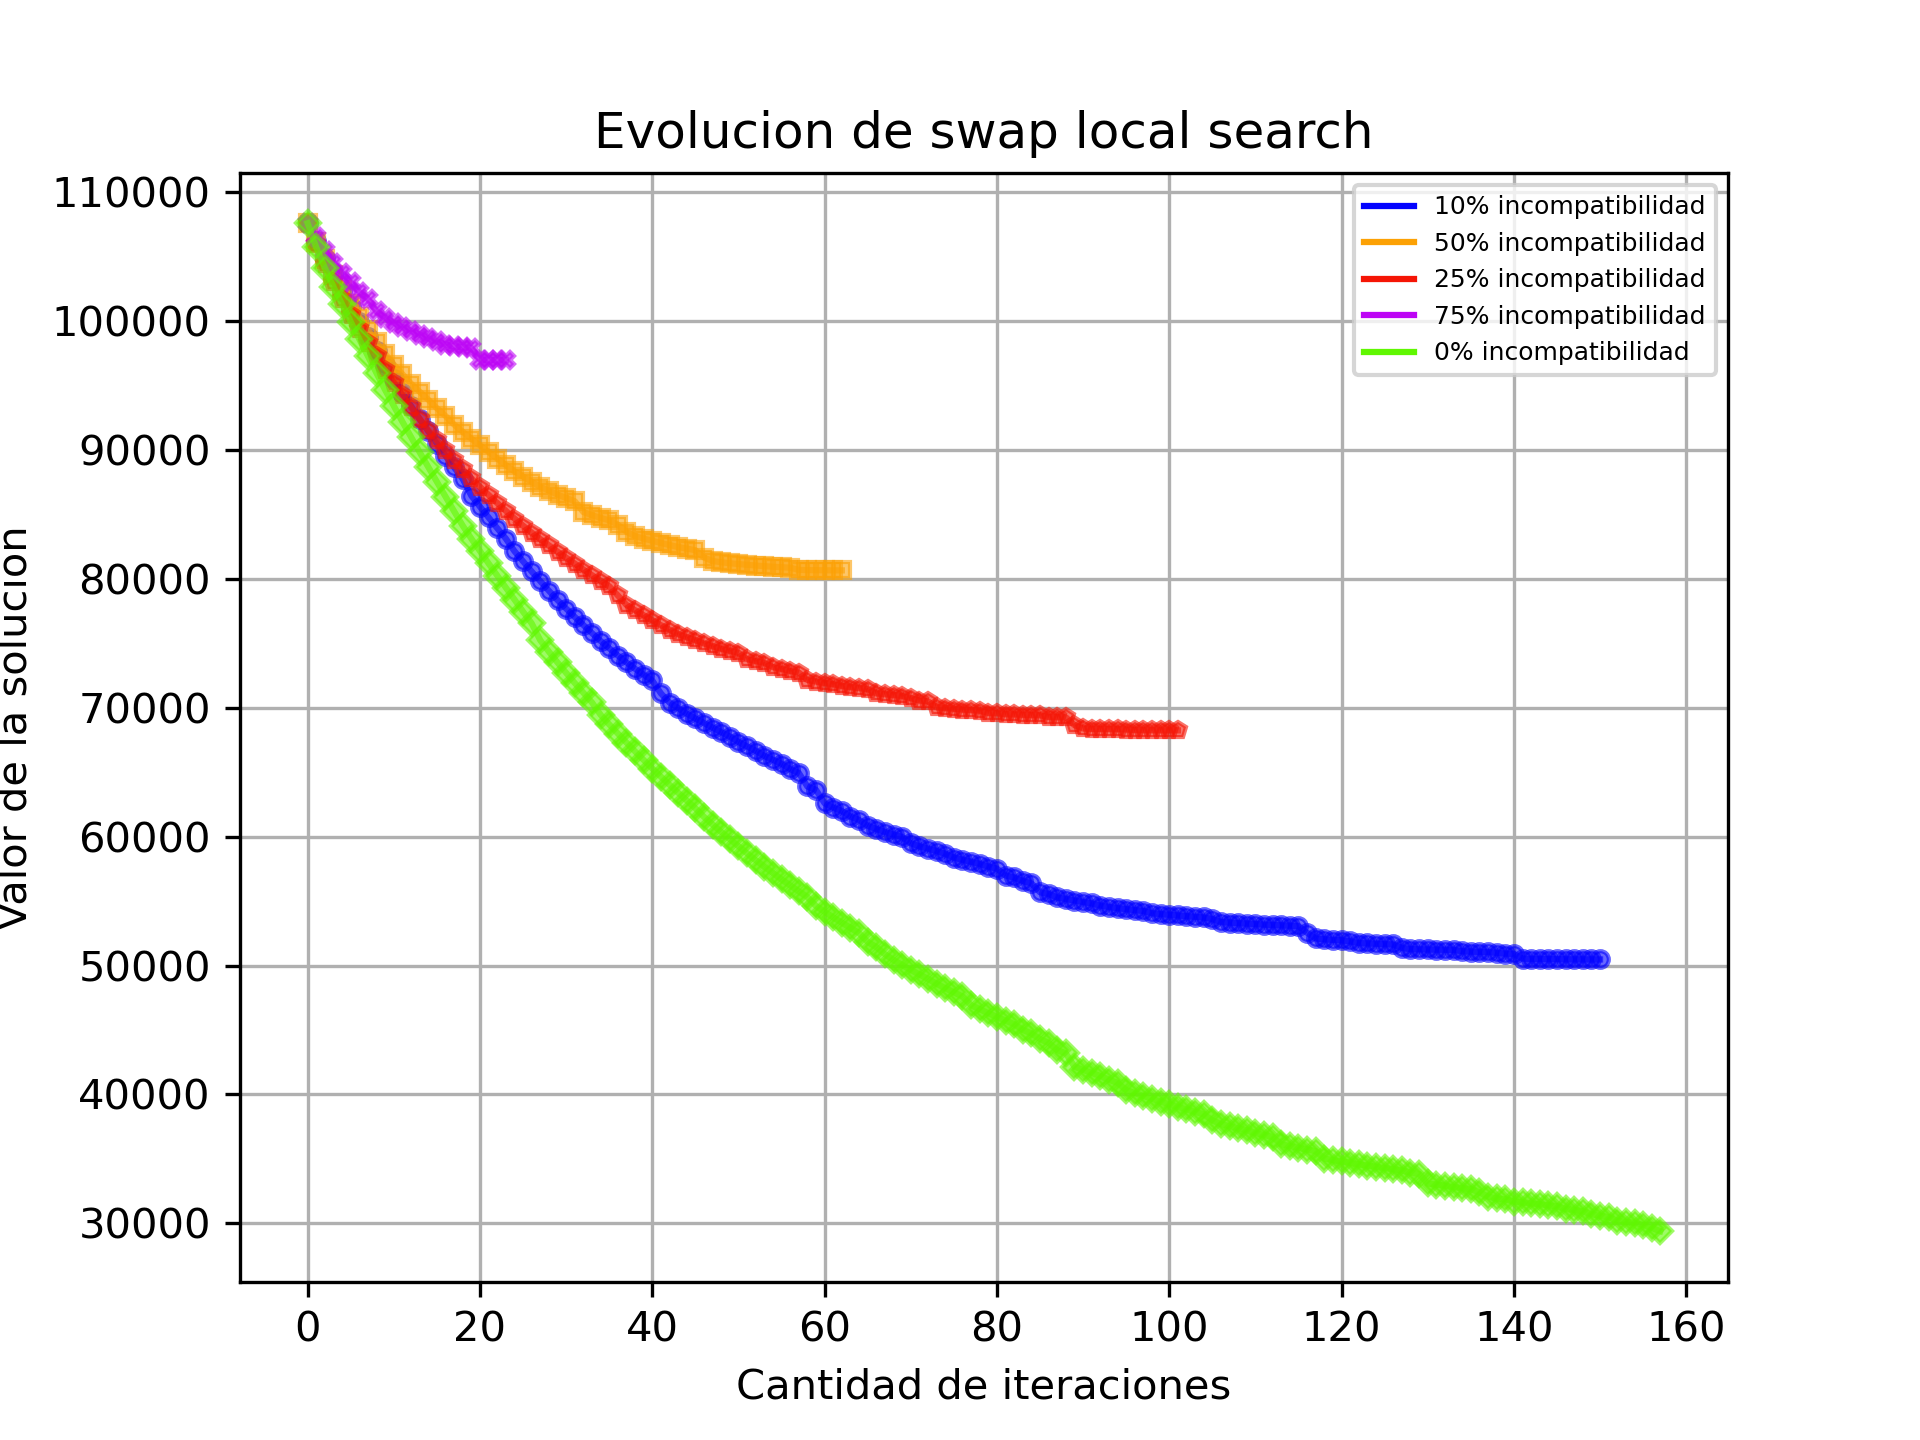 Evolucion de swap local search
110000
100000
90000
80000
70000
60000
50000
40000
30000
Valor de la solucion
10% incompatibilidad
50% incompatibilidad
25% incompatibilidad
75% incompatibilidad
0% incompatibilidad
0 20 40 60 80 100 120 140 160
Cantidad de iteraciones